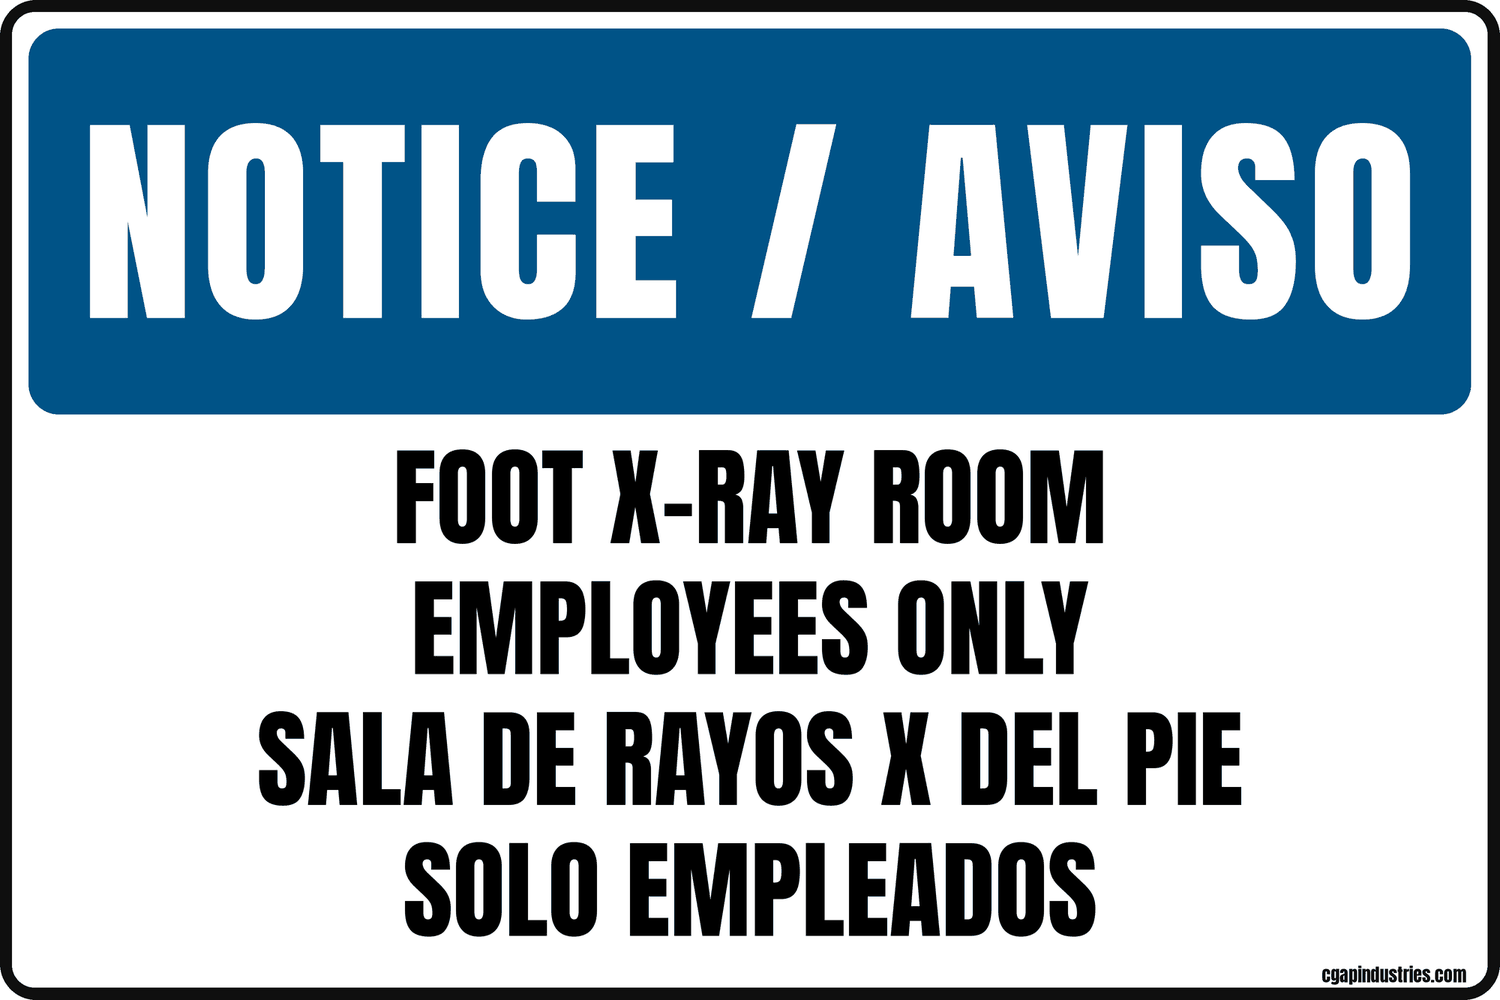 NOTICE / AVISO
FOOT X-RAY ROOM
EMPLOYEES ONLY
SALA DE RAYOS X DEL PIE
SOLO EMPLEADOS
cgapindustries.com